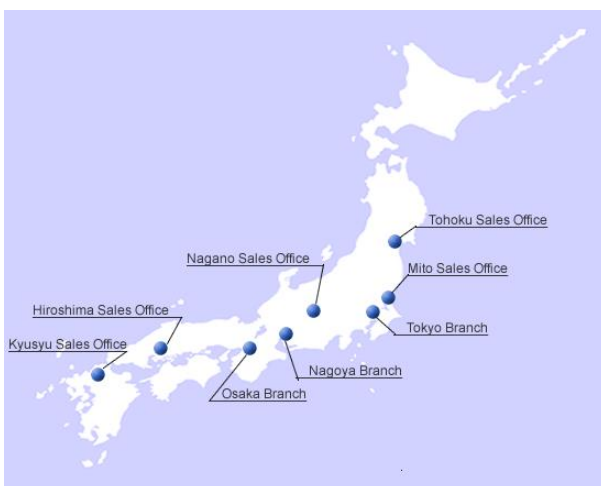 Tohoku Sales Office
Nagano Sales Office
Mito Sales Office
Hiroshima Sales Office
Tokyo Branch
Kyusyu Sales Office
Nagoya Branch
Osaka Branch